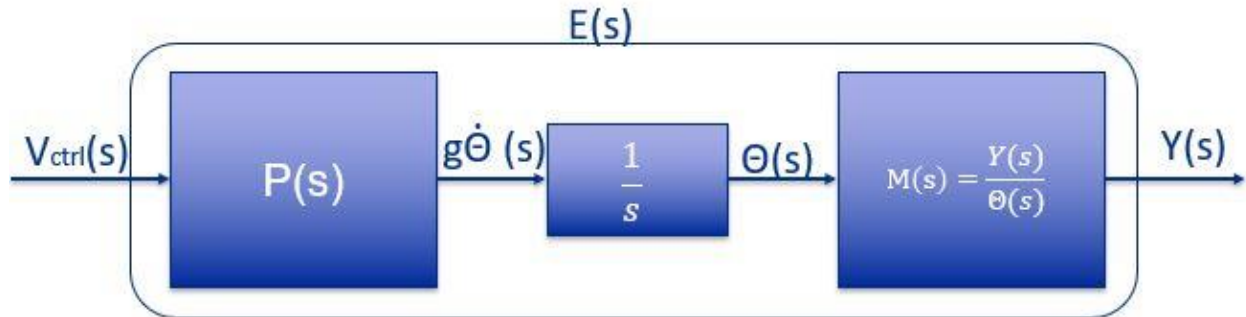 E(s)
Vctrl(s)
P(s)
gΘ̇ (s)
1
s
Θ(s)
M(s) = Y(s)
Θ(s)
Y(s)